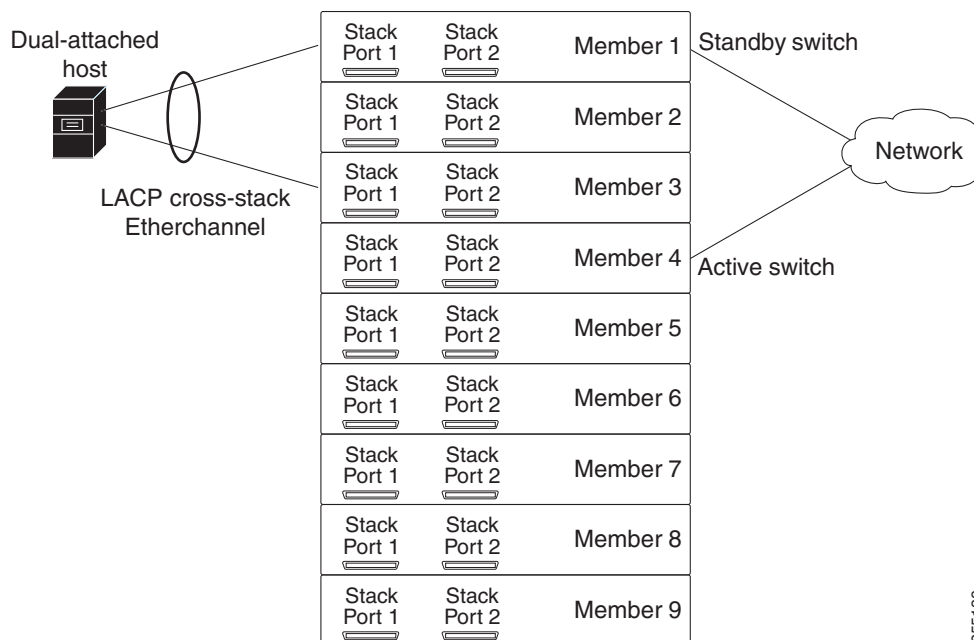 Dual-attached
host
LACP cross-stack
Etherchannel
Stack Port 1 Stack Port 2 Member 1 Standby switch
Stack Port 1 Stack Port 2 Member 2
Stack Port 1 Stack Port 2 Member 3
Stack Port 1 Stack Port 2 Member 4 Active switch
Stack Port 1 Stack Port 2 Member 5
Stack Port 1 Stack Port 2 Member 6
Stack Port 1 Stack Port 2 Member 7
Stack Port 1 Stack Port 2 Member 8
Stack Port 1 Stack Port 2 Member 9
Network